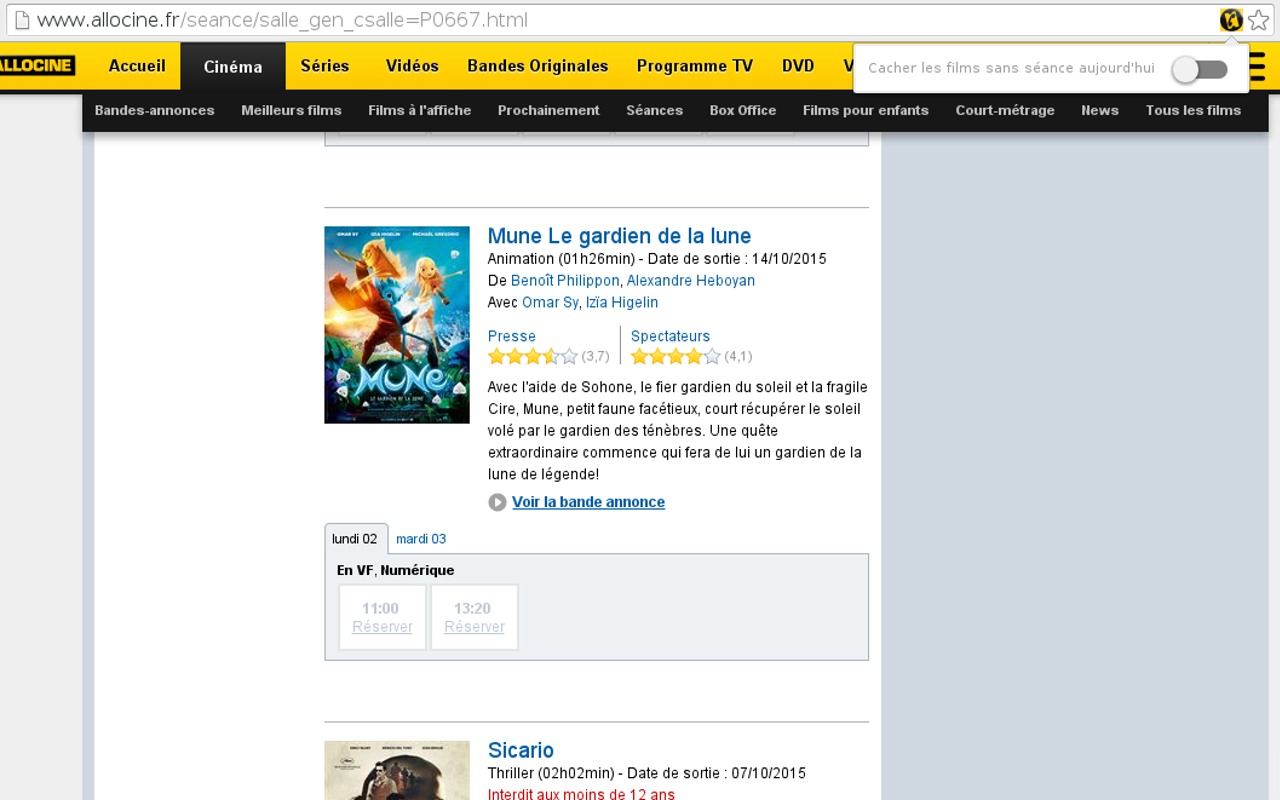 www.allocine.fr/seance/salle_gen_csalle=P0667.html
ALLOCINE Accueil Cinéma Séries Vidéos Bandes Originales Programme TV DVD V
Cacher les films sans séance aujourd'hui
Bandes-annonces Meilleurs films Films à l'affiche Prochainement Séances Box Office Films pour enfants Court-métrage News Tous les films
OMAR SY IZÏA HIGELIN MICHAËL GREGORIO
MUNE
LE GARDIEN DE LA LUNE
Mune Le gardien de la lune
Animation (01h26min) - Date de sortie : 14/10/2015
De Benoît Philippon, Alexandre Heboyan
Avec Omar Sy, Izïa Higelin
Presse Spectateurs
(3,7) (4,1)
Avec l'aide de Sohone, le fier gardien du soleil et la fragile
Cire, Mune, petit faune facétieux, court récupérer le soleil
volé par le gardien des ténèbres. Une quête
extraordinaire commence qui fera de lui un gardien de la
lune de légende!
Voir la bande annonce
lundi 02 mardi 03
En VF, Numérique
11:00 13:20
Réserver Réserver
EMILY BLUNT BENICIO DEL TORO JOSH BROLIN
Sicario
Thriller (02h02min) - Date de sortie : 07/10/2015
Interdit aux moins de 12 ans